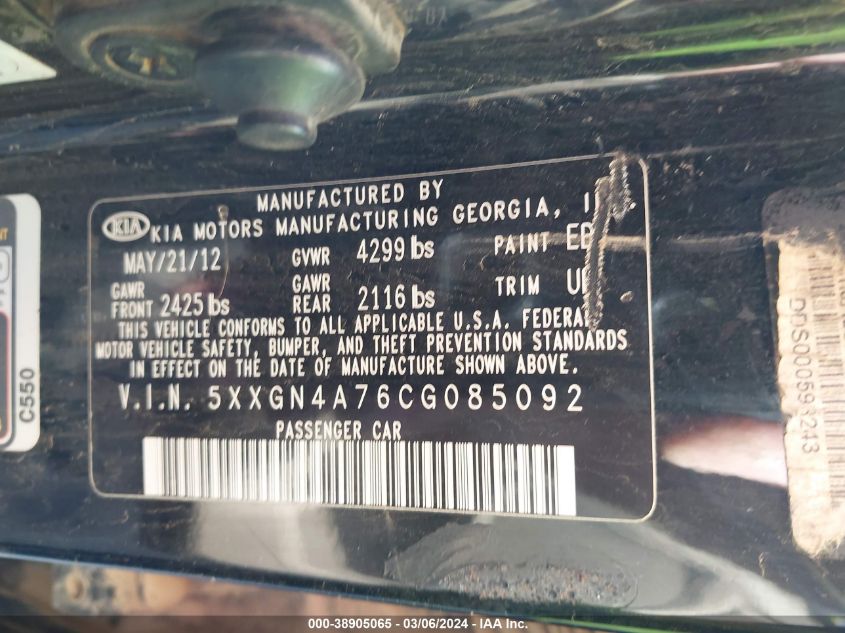 MANUFACTURED BY
KIA KIA MOTORS MANUFACTURING GEORGIA,
MAY/21/12 GVWR 4299 lbs PAINT EB
GAWR FRONT 2425 lbs GAWR REAR 2116 lbs TRIM
THIS VEHICLE CONFORMS TO ALL APPLICABLE U.S.A. FEDERAL
MOTOR VEHICLE SAFETY, BUMPER, AND THEFT PREVENTION STANDARDS
IN EFFECT ON THE DATE OF MANUFACTURE SHOWN ABOVE.
V.I.N. 5XXGN4A76CG085092
PASSENGER CAR
C550
000-38905065 - 03/06/2024 - IAA Inc.